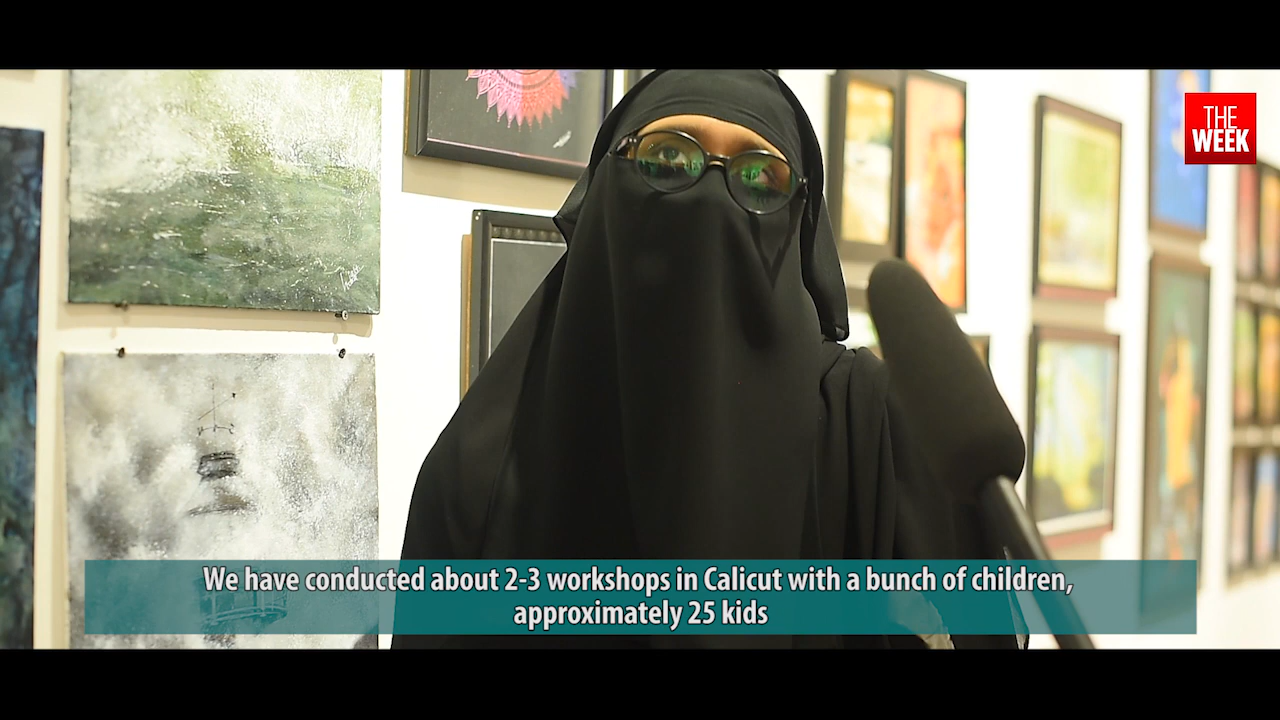 THE
WEEK
We have conducted about 2-3 workshops in Calicut with a bunch of children,
approximately 25 kids